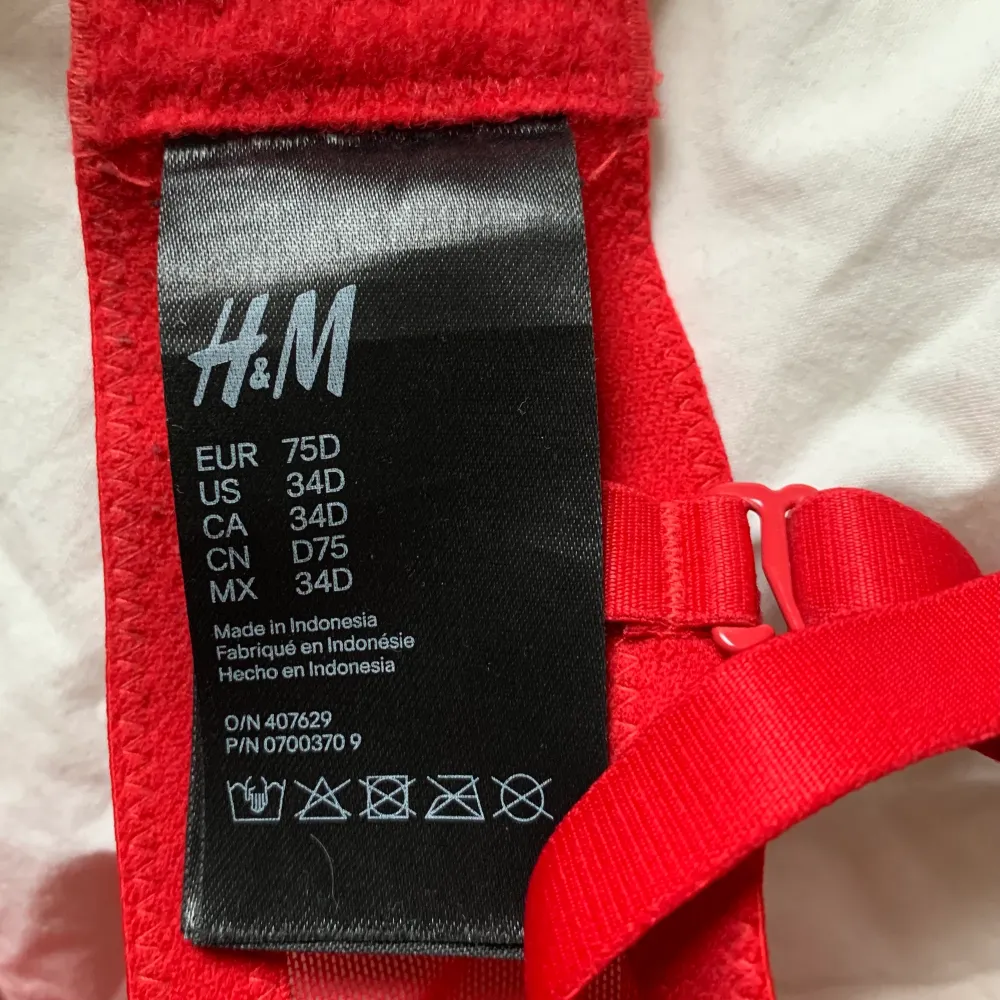 H&M
EUR 75D
US 34D
CA 34D
CN D75
MX 34D
Made in Indonesia
Fabriqué en Indonésie
Hecho en Indonesia
O/N 407629
P/N 0700370 9